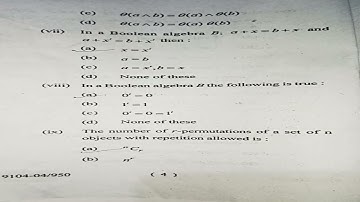 (c) θ(a∧b) = θ(a)∧θ(b)
(d) θ(a∧b) = θ(a) θ(b)
(vii) In a Boolean algebra B, a+x=b+x and
a+x'=b+x' then :
(a) x = x'
(b) a = b
(c) a = x', b = x
(d) None of these
(viii) In a Boolean algebra B the following is true :
(a) 0' = 0
(b) 1' = 1
(c) 0' = 0 − 1'
(d) None of these
(ix) The number of r-permutations of a set of n
objects with repetition allowed is :
(a) ⁿCᵣ
(b) nʳ
9104-04/950 ( 4 )